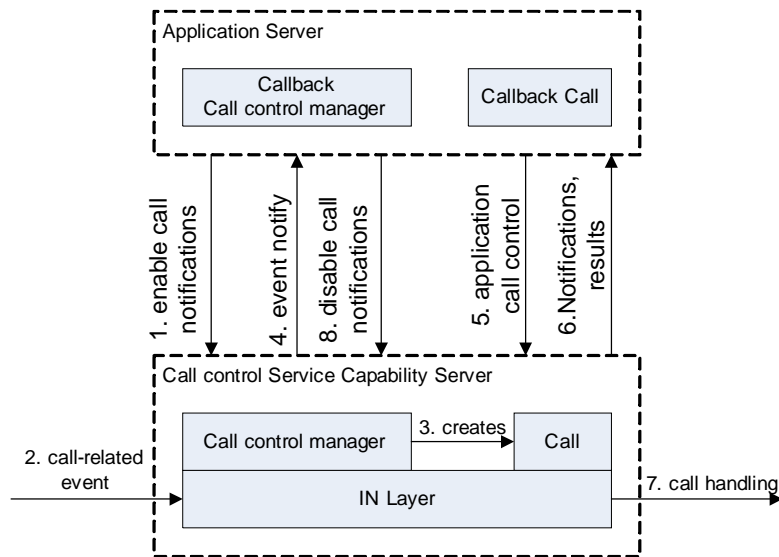 Application Server
Callback
Call control manager
Callback Call
1. enable call
notifications
4. event notify
8. disable call
notifications
5. application
call control
6.Notifications,
results
Call control Service Capability Server
Call control manager
3. creates
Call
2. call-related
event
IN Layer
7. call handling